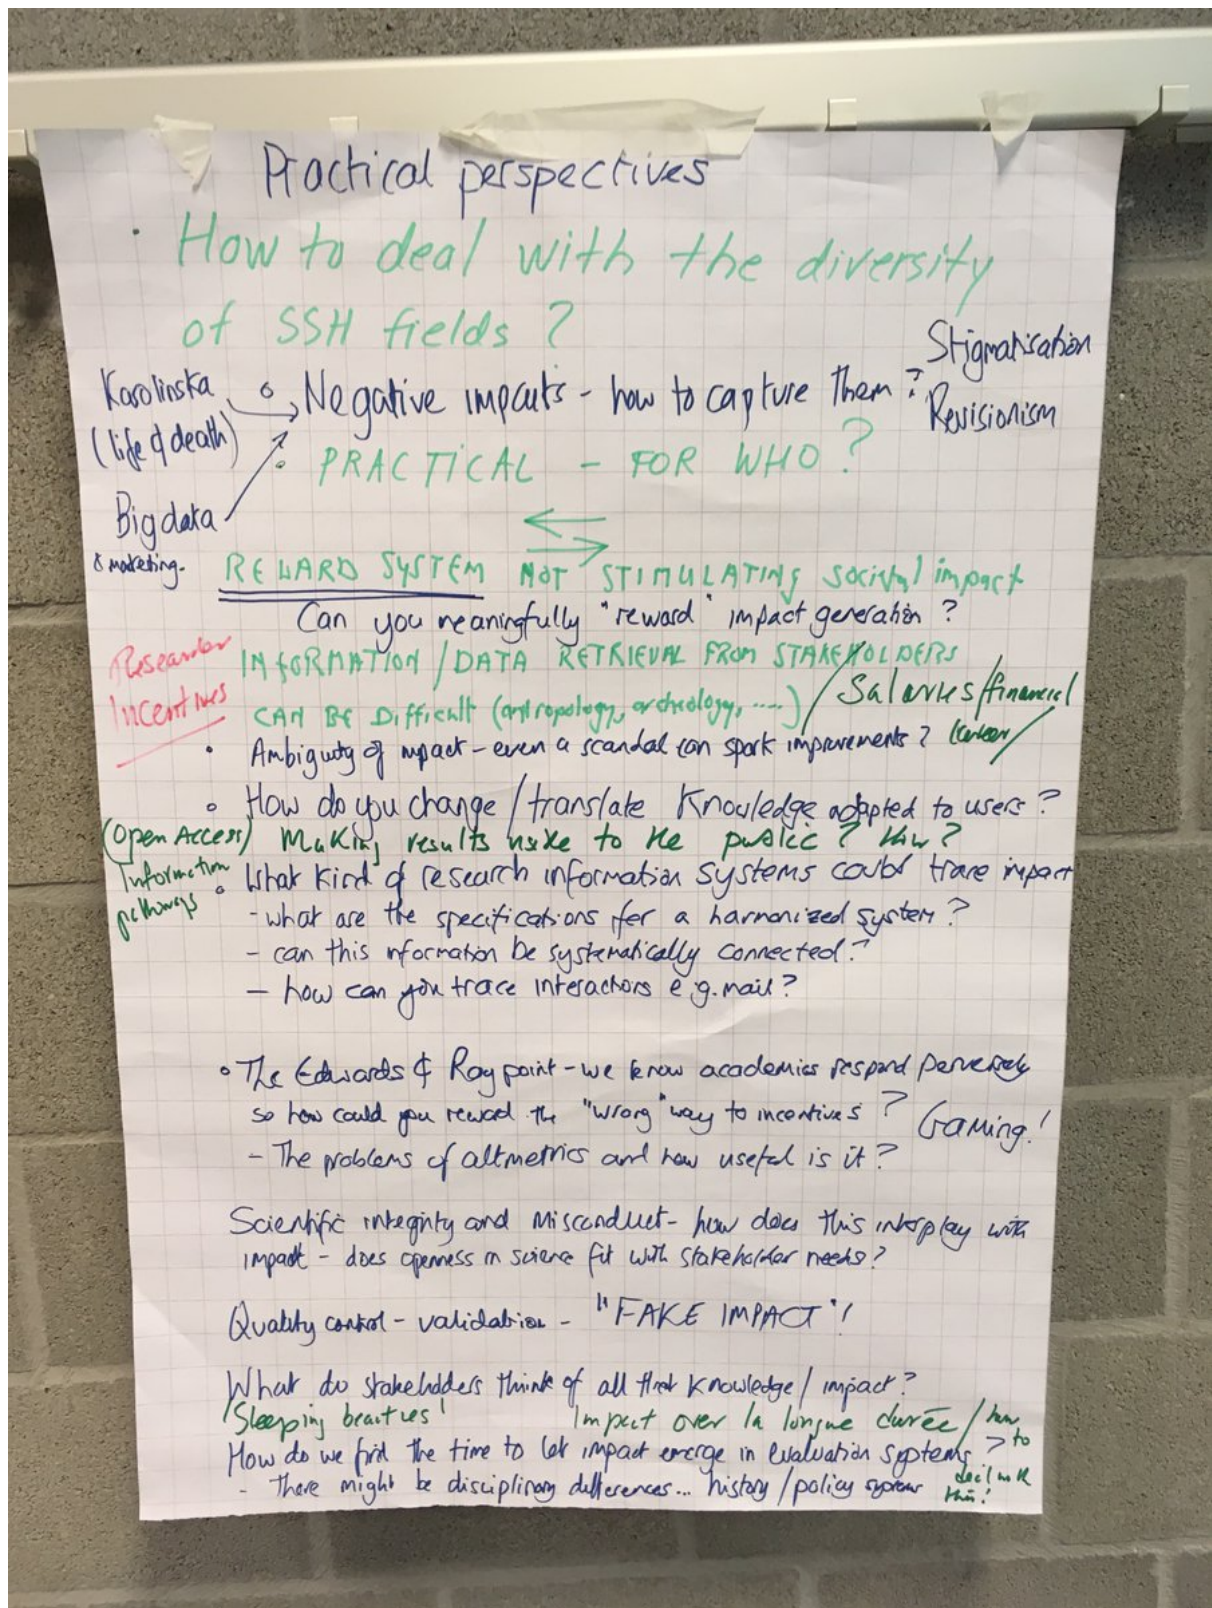 Practical perspectives
• How to deal with the diversity
of SSH fields?
Stigmatisation
Karolinska
(life & death)
° Negative impacts - how to capture them?
Revisionism
• PRACTICAL - FOR WHO?
Big data
& marketing.
REWARD SYSTEM NOT STIMULATING societal impact
Can you meaningfully "reward" impact generation?
Researcher
Incentives
INFORMATION/DATA RETRIEVAL FROM STAKEHOLDERS
CAN BE Difficult (antropology, archeology, ....)
/ Salaries/financial
career/
• Ambiguity of impact - even a scandal can spark improvements?
° How do you change/translate knowledge adapted to users?
(Open Access) Making results to the public? How?
Information
pathways
° What kind of research information systems could trace impact
- what are the specifications for a harmonized system?
- can this information be systematically connected?
- how can you trace interactions e.g. mail?
° The Edwards & Roy point - we know academics respond perversely
so how could you reward the "wrong" way to incentives? Gaming!
- The problems of altmetrics and how useful is it?
Scientific integrity and misconduct - how does this interplay with
impact - does openness in science fit with stakeholder needs?
Quality control - validation - "FAKE IMPACT"!
What do stakeholders think of all that knowledge/impact?
'Sleeping beauties' Impact over la longue durée/how
to
deal with
this!
How do we find the time to let impact emerge in evaluation systems?
- There might be disciplinary differences... history/policy